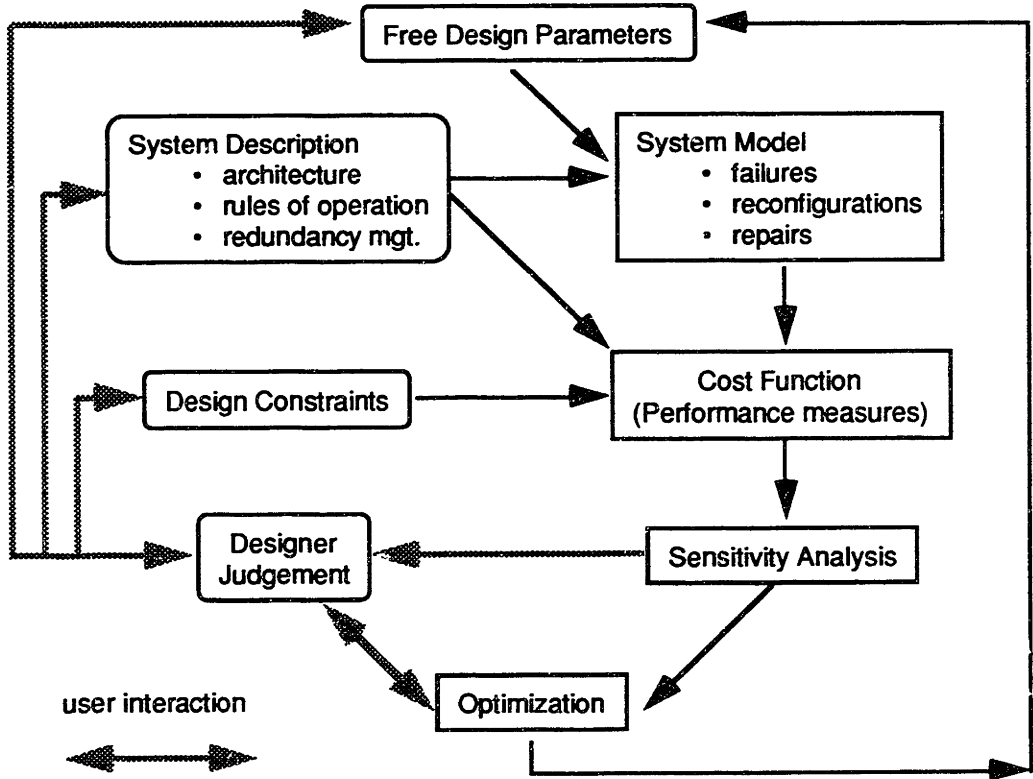 Free Design Parameters
System Description
• architecture
• rules of operation
• redundancy mgt.
System Model
• failures
• reconfigurations
• repairs
Design Constraints
Cost Function
(Performance measures)
Designer
Judgement
Sensitivity Analysis
Optimization
user interaction